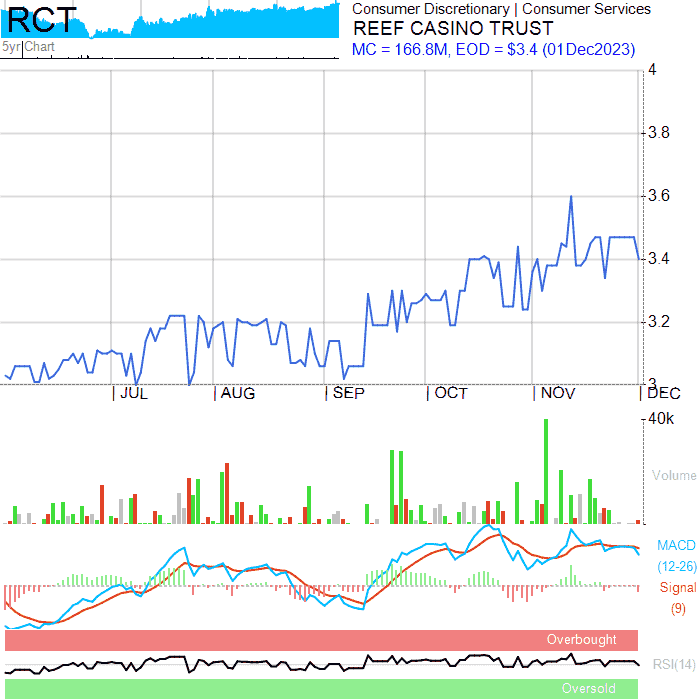 RCT
Consumer Discretionary | Consumer Services
REEF CASINO TRUST
MC = 166.8M, EOD = $3.4 (01Dec2023)
5yr Chart
4
3.8
3.6
3.4
3.2
3
JUL AUG SEP OCT NOV DEC
40k
Volume
MACD
(12-26)
Signal
(9)
Overbought
RSI(14)
Oversold